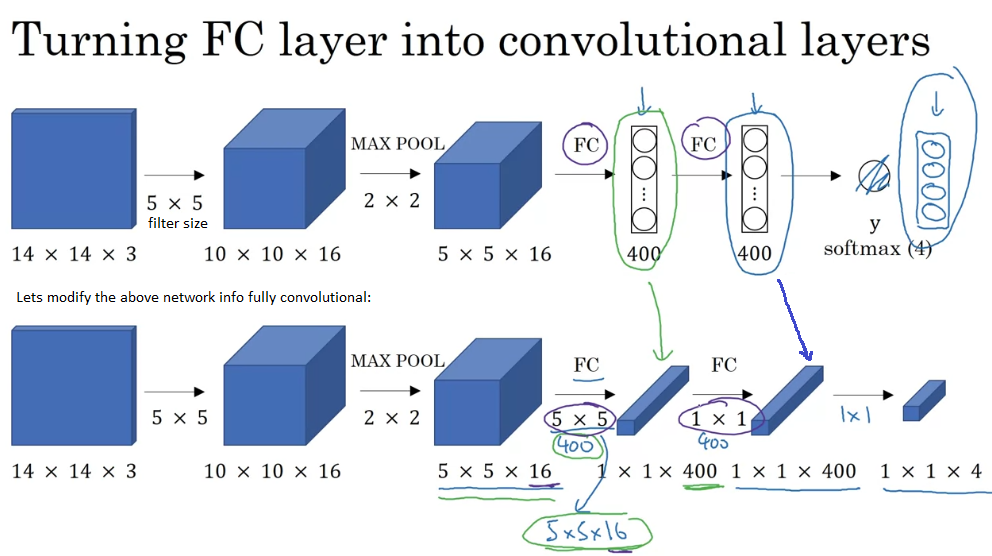 Turning FC layer into convolutional layers
MAX POOL
FC
FC
5 × 5
filter size
2 × 2
y
14 × 14 × 3
10 × 10 × 16
5 × 5 × 16
400
400
softmax (4)
Lets modify the above network info fully convolutional:
MAX POOL
FC
FC
5 × 5
2 × 2
5 × 5
1 × 1
1×1
400
400
14 × 14 × 3
10 × 10 × 16
5 × 5 × 16
1 × 1 × 400
1 × 1 × 400
1 × 1 × 4
5×5×16